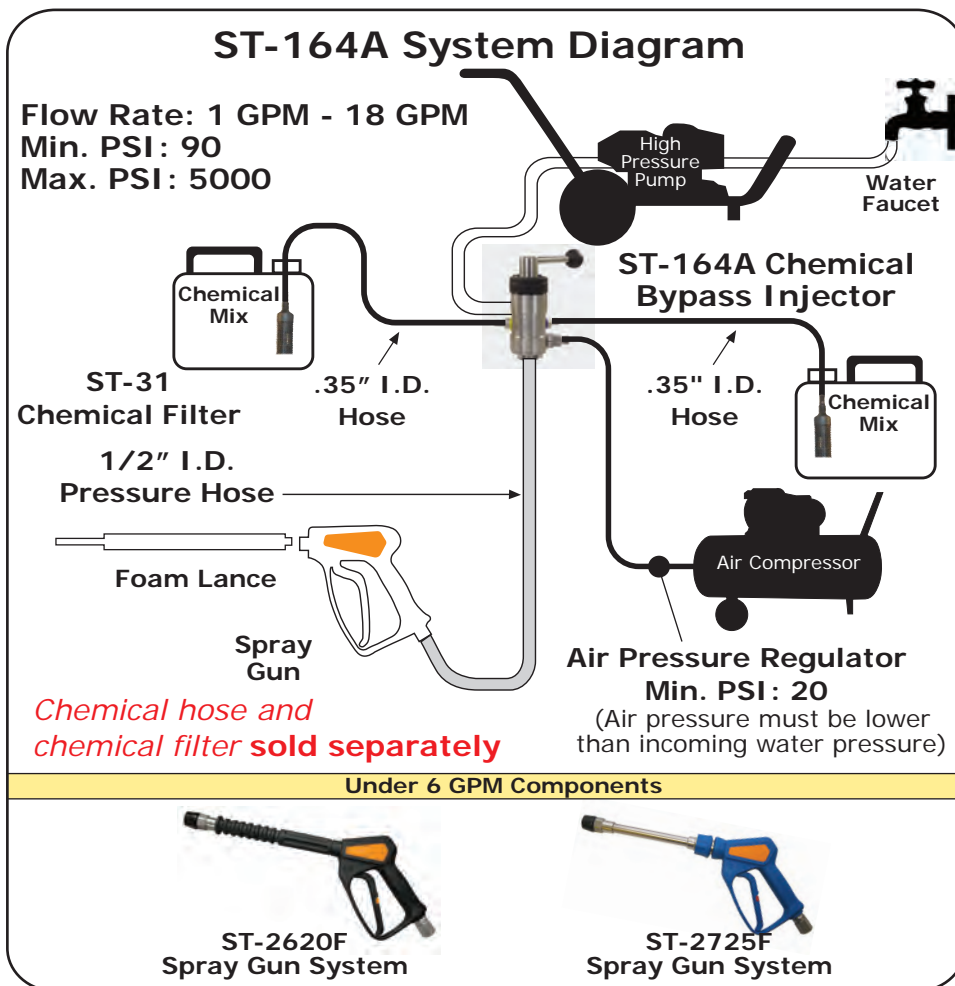 ST-164A System Diagram
Flow Rate: 1 GPM - 18 GPM
Min. PSI: 90
Max. PSI: 5000
High
Pressure
Pump
Water
Faucet
ST-164A Chemical
Bypass Injector
Chemical
Mix
ST-31
Chemical Filter
.35” I.D.
Hose
.35" I.D.
Hose
Chemical
Mix
1/2” I.D.
Pressure Hose
Foam Lance
Spray
Gun
Air Compressor
Air Pressure Regulator
Min. PSI: 20
(Air pressure must be lower
than incoming water pressure)
Chemical hose and
chemical filter sold separately
Under 6 GPM Components
ST-2620F
Spray Gun System
ST-2725F
Spray Gun System